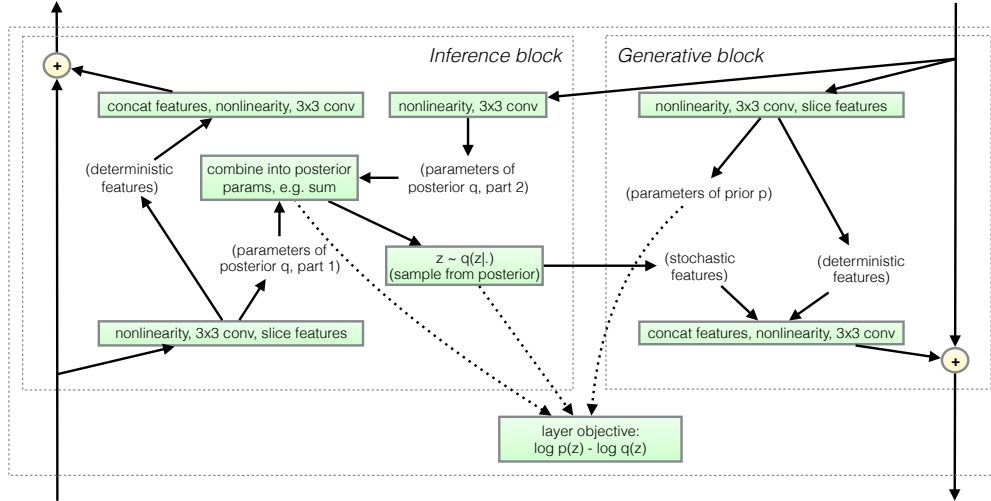 Inference block
Generative block
+
concat features, nonlinearity, 3x3 conv
nonlinearity, 3x3 conv
nonlinearity, 3x3 conv, slice features
(deterministic
features)
combine into posterior
params, e.g. sum
(parameters of
posterior q, part 2)
(parameters of prior p)
(parameters of
posterior q, part 1)
z ~ q(z|.)
(sample from posterior)
(stochastic
features)
(deterministic
features)
nonlinearity, 3x3 conv, slice features
concat features, nonlinearity, 3x3 conv
+
layer objective:
log p(z) - log q(z)